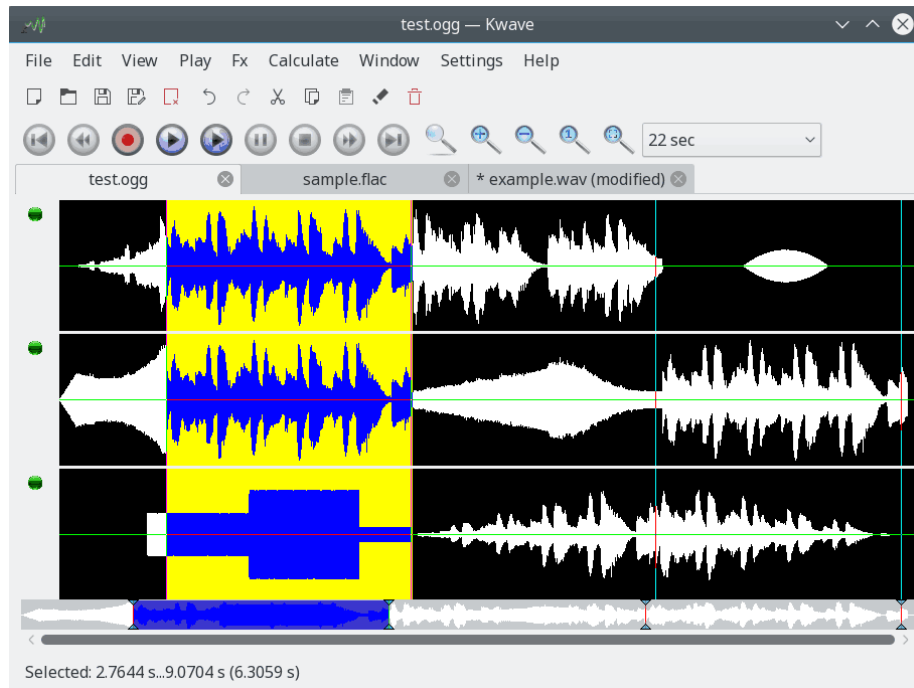 test.ogg — Kwave
File Edit View Play Fx Calculate Window Settings Help
1
22 sec
test.ogg sample.flac * example.wav (modified)
Selected: 2.7644 s...9.0704 s (6.3059 s)